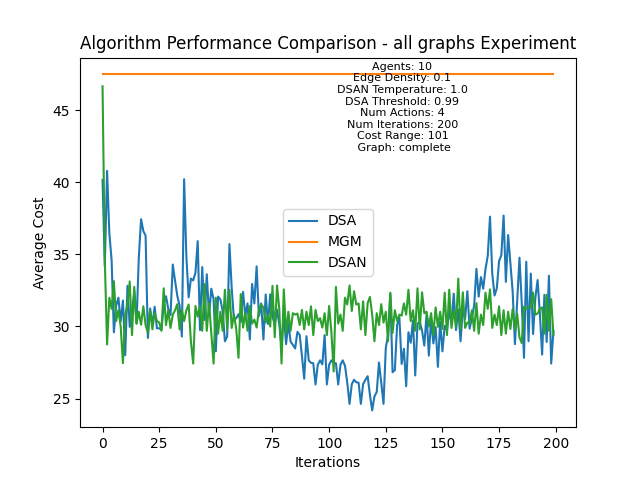 Algorithm Performance Comparison - all graphs Experiment
Agents: 10
Edge Density: 0.1
DSAN Temperature: 1.0
DSA Threshold: 0.99
Num Actions: 4
Num Iterations: 200
Cost Range: 101
Graph: complete
Average Cost
45
40
35
30
25
DSA
MGM
DSAN
0
25
50
75
100
125
150
175
200
Iterations